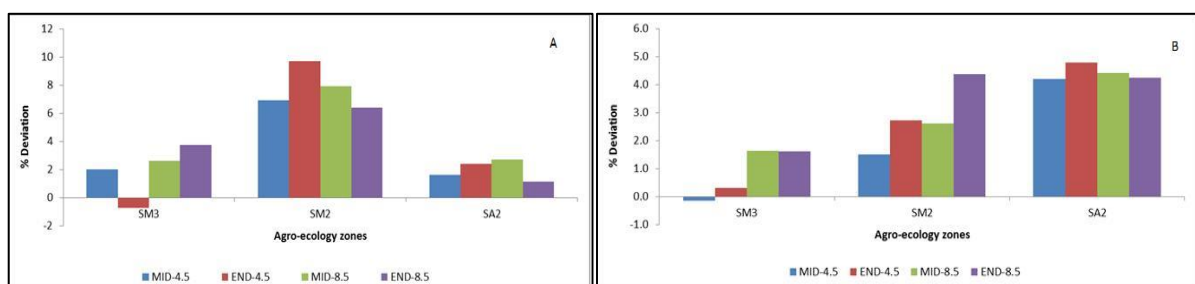 A
% Deviation
12
10
8
6
4
2
0
-2
SM3 SM2 SA2
Agro-ecology zones
MID-4.5 END-4.5 MID-8.5 END-8.5
B
% Deviation
6.0
5.0
4.0
3.0
2.0
1.0
0.0
-1.0
SM3 SM2 SA2
Agro-ecology zones
MID-4.5 END-4.5 MID-8.5 END-8.5